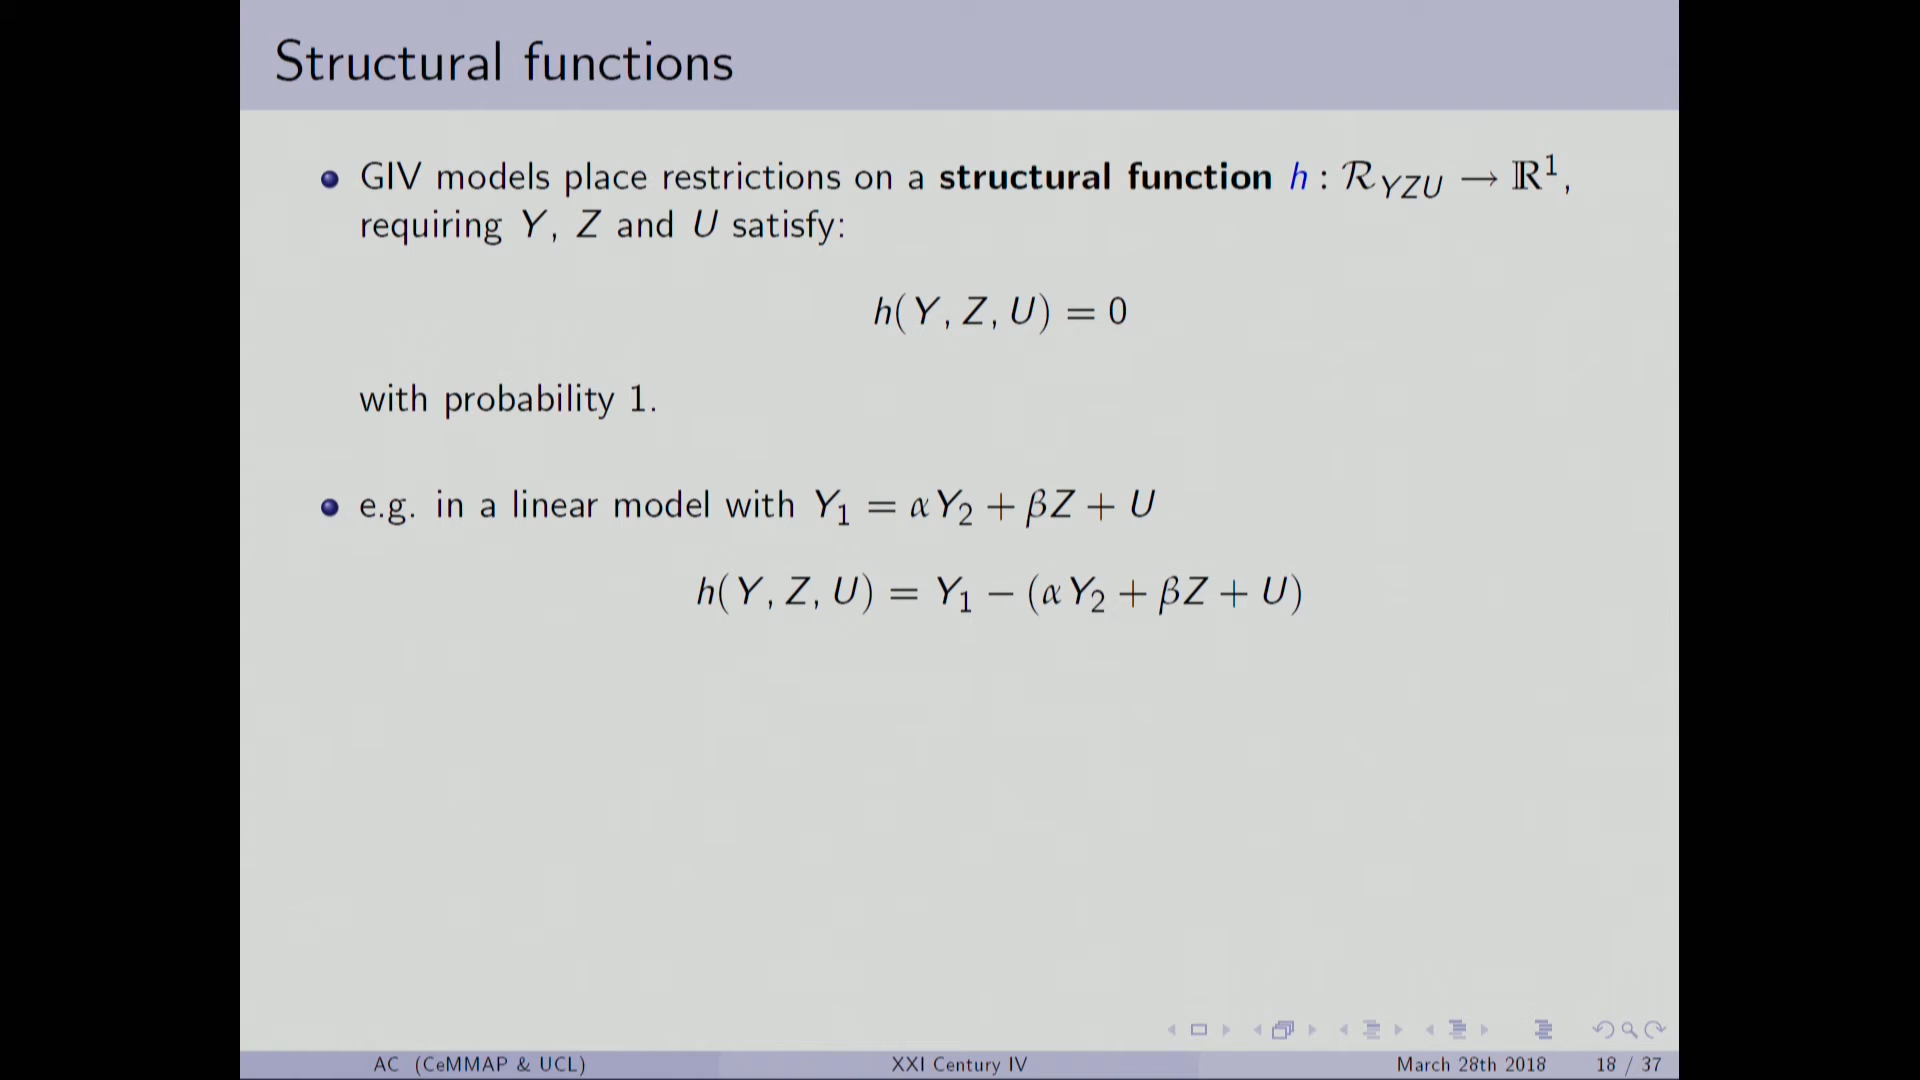 Structural functions
GIV models place restrictions on a structural function h : ℛ_{YZU} → ℝ¹,
requiring Y, Z and U satisfy:
h(Y, Z, U) = 0
with probability 1.
e.g. in a linear model with Y₁ = αY₂ + βZ + U
h(Y, Z, U) = Y₁ − (αY₂ + βZ + U)
AC (CeMMAP & UCL) XXI Century IV March 28th 2018 18 / 37